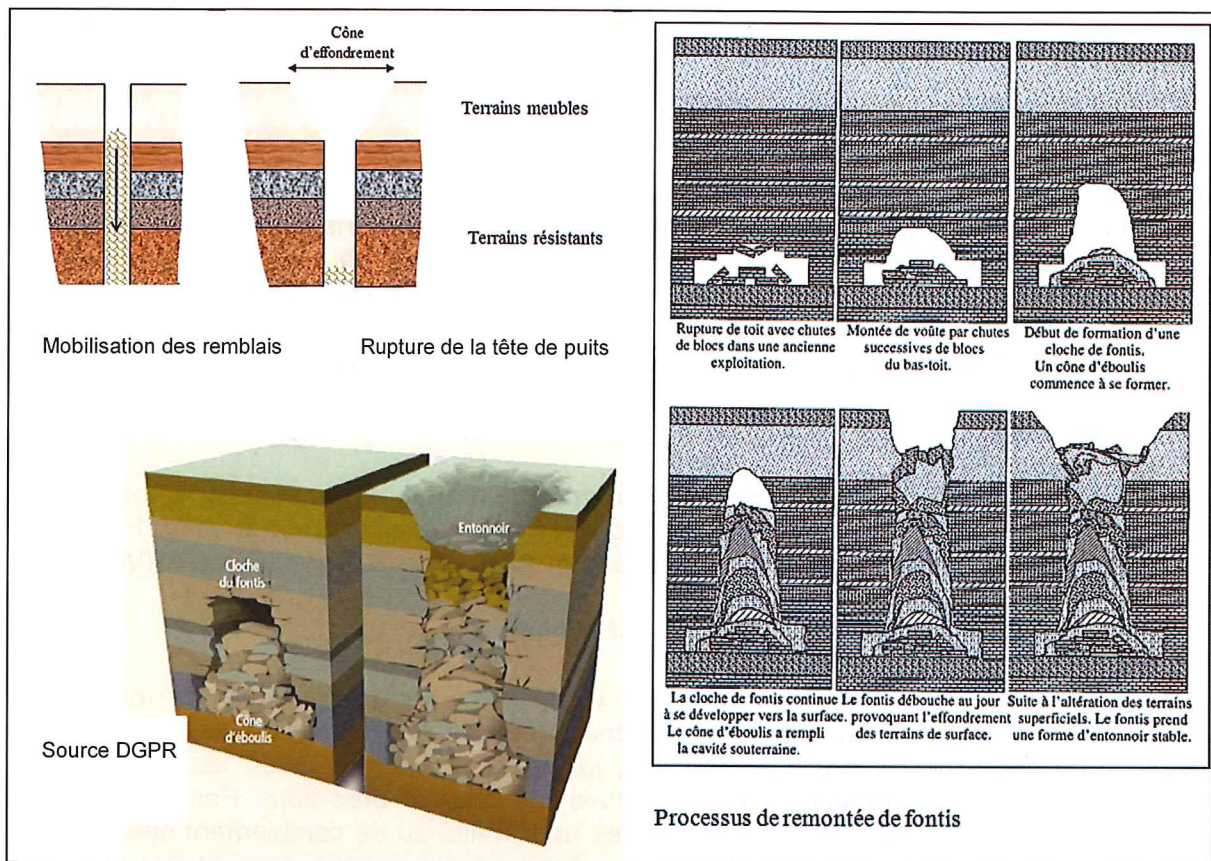 Cône
d'effondrement
Terrains meubles
Terrains résistants
Mobilisation des remblais
Rupture de la tête de puits
Cloche
du fontis
Entonnoir
Cône
d'éboulis
Source DGPR
Rupture de toit avec chutes
de blocs dans une ancienne
exploitation.
Montée de voûte par chutes
successives de blocs
du bas-toit.
Début de formation d'une
cloche de fontis.
Un cône d'éboulis
commence à se former.
La cloche de fontis continue
à se développer vers la surface.
Le cône d'éboulis a rempli
la cavité souterraine.
Le fontis débouche au jour
provoquant l'effondrement
des terrains de surface.
Suite à l'altération des terrains
superficiels. Le fontis prend
une forme d'entonnoir stable.
Processus de remontée de fontis